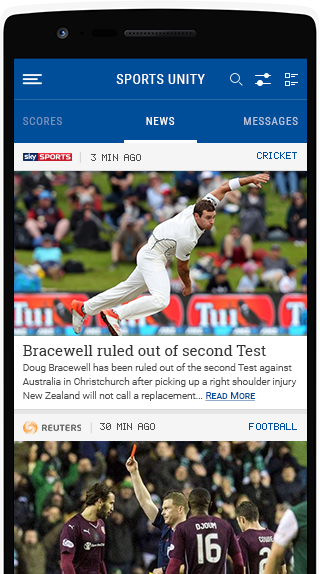 SPORTS UNITY
SCORES NEWS MESSAGES
sky SPORTS 3 MIN AGO CRICKET
Tui Tui
Bracewell ruled out of second Test
Doug Bracewell has been ruled out of the second Test against
Australia in Christchurch after picking up a right shoulder injury
New Zealand will not call a replacement... READ MORE
REUTERS 30 MIN AGO FOOTBALL
DJOUM
16
2